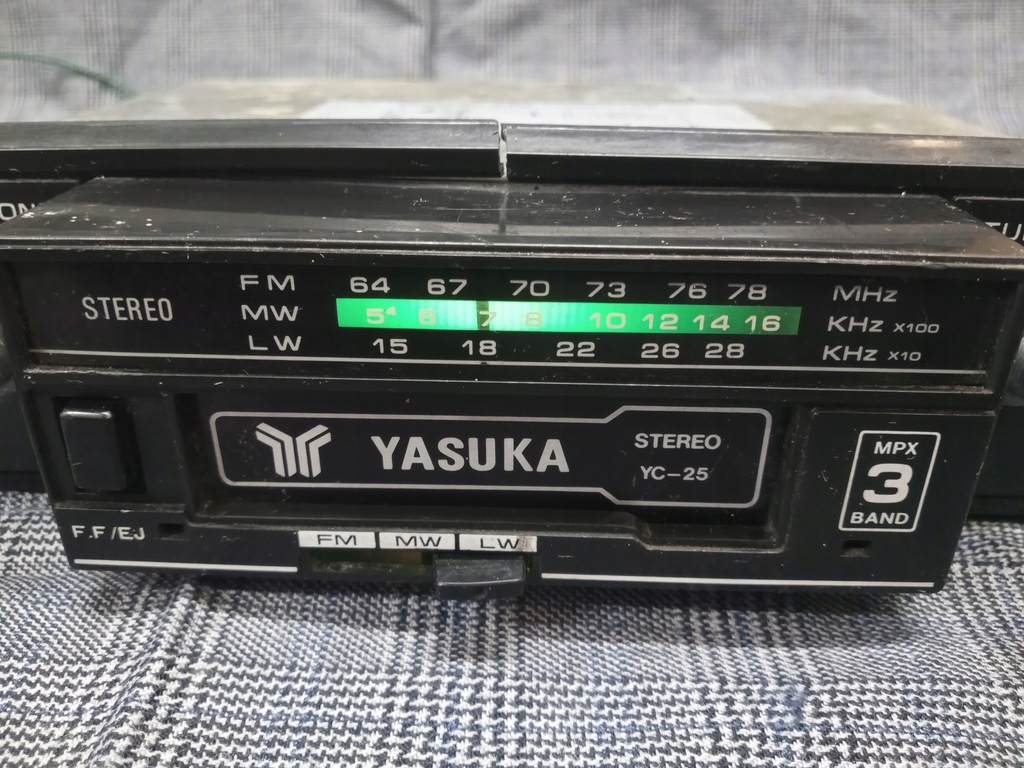 STEREO
FM 64 67 70 73 76 78 MHz
MW 5⁴ 6 7 8 10 12 14 16 KHz x100
LW 15 18 22 26 28 KHz x10
YASUKA
STEREO
YC-25
MPX
3
BAND
F.F/EJ
FM MW LW